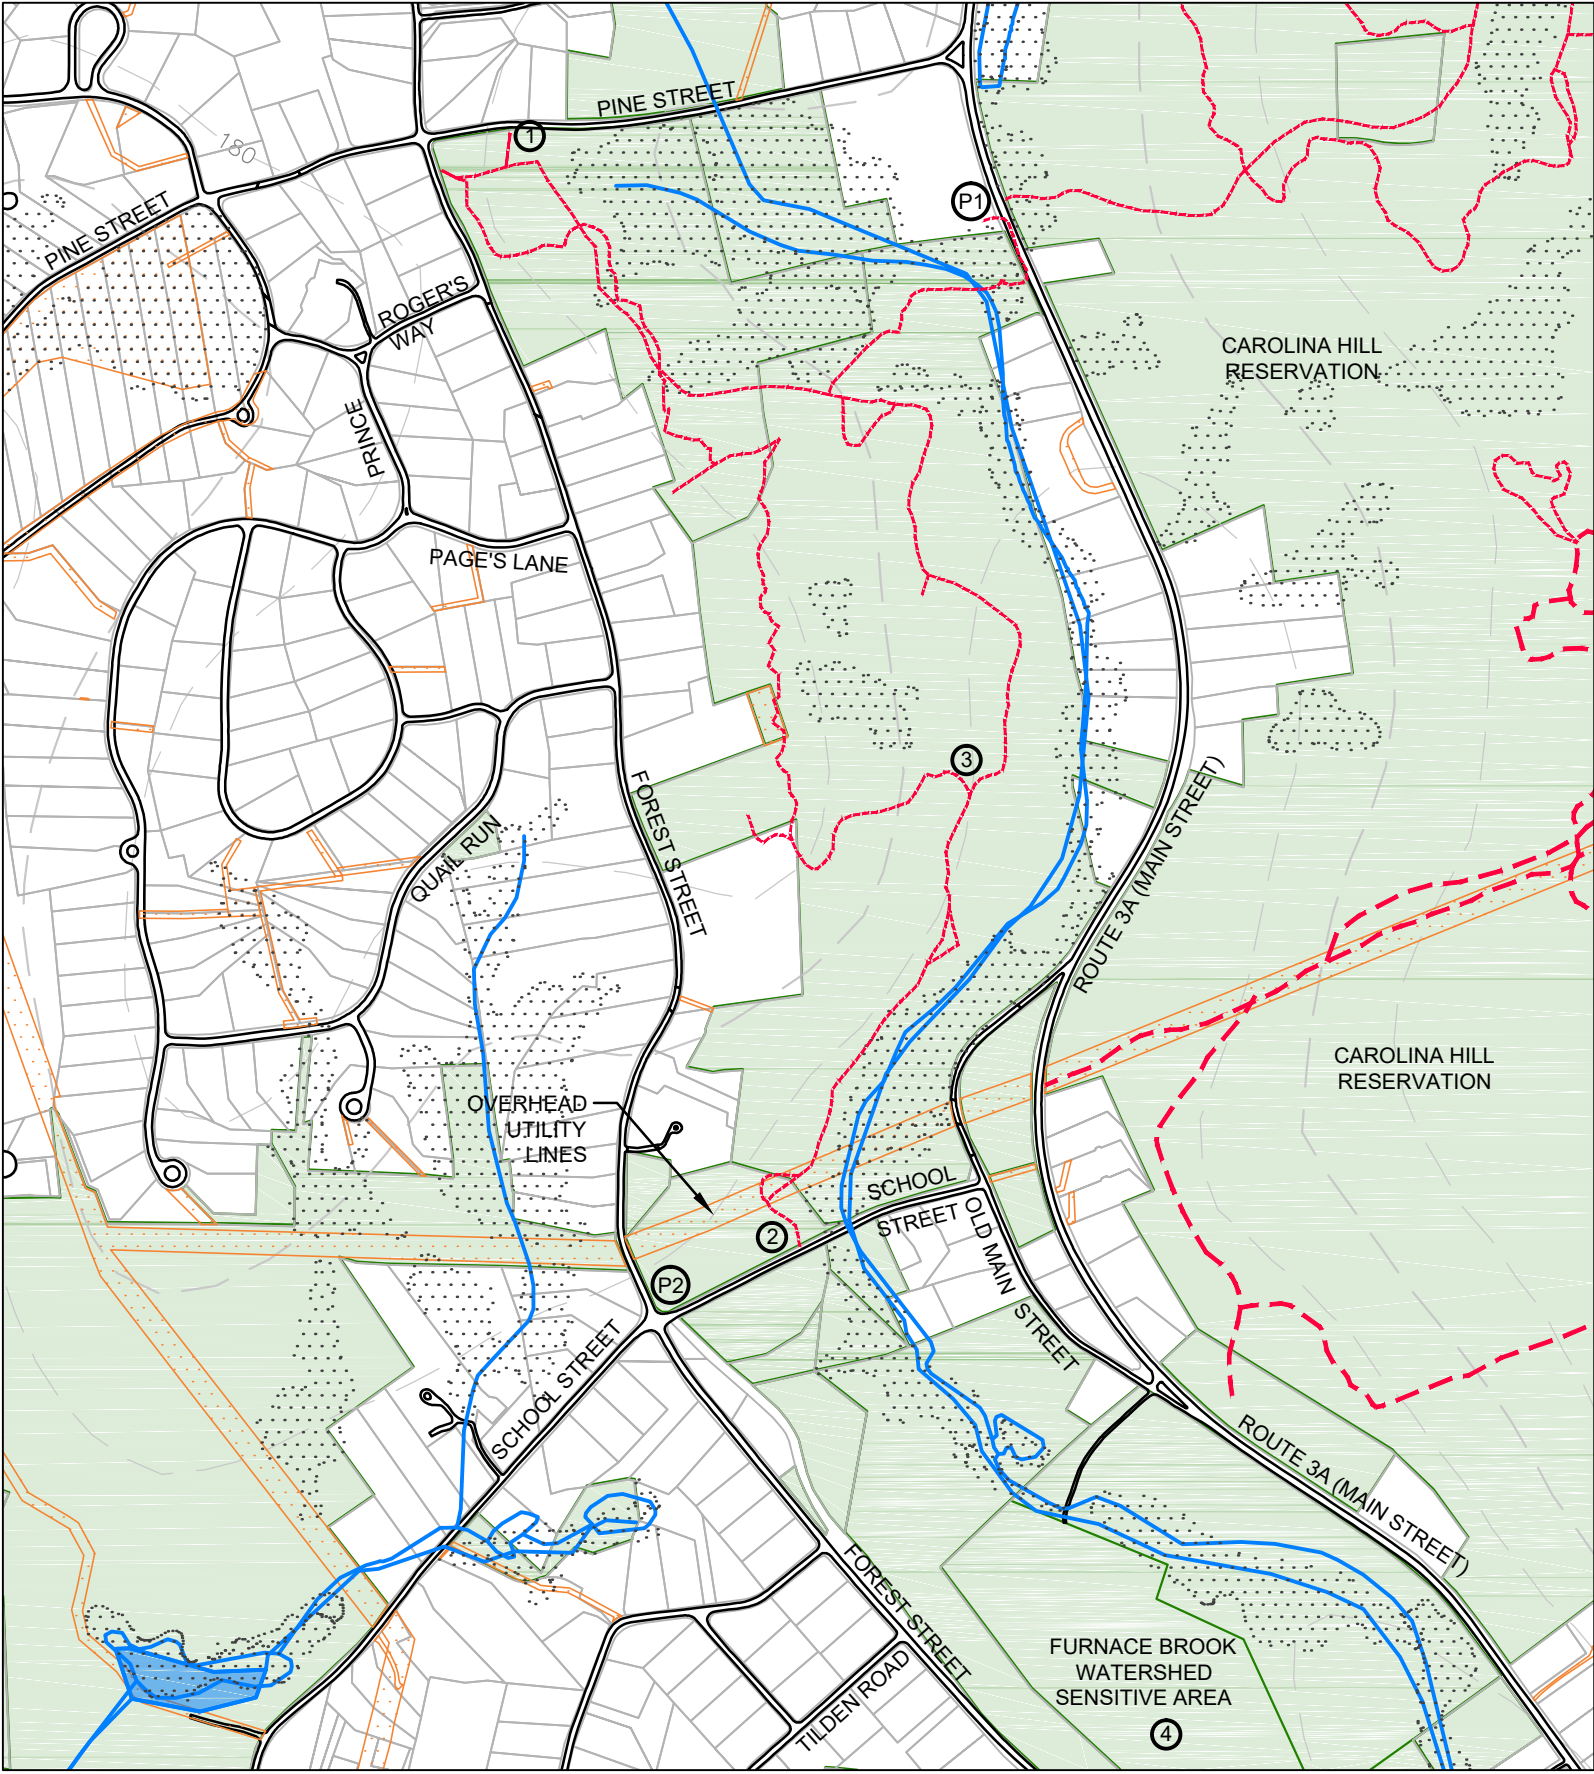 PINE STREET
1
180
P1
PINE STREET
ROGER'S
WAY
CAROLINA HILL
RESERVATION
PRINCE
PAGE'S LANE
3
FOREST STREET
ROUTE 3A (MAIN STREET)
QUAIL RUN
CAROLINA HILL
RESERVATION
OVERHEAD
UTILITY
LINES
SCHOOL
STREET
OLD MAIN STREET
2
P2
SCHOOL STREET
ROUTE 3A (MAIN STREET)
FOREST STREET
TILDEN ROAD
FURNACE BROOK
WATERSHED
SENSITIVE AREA
4